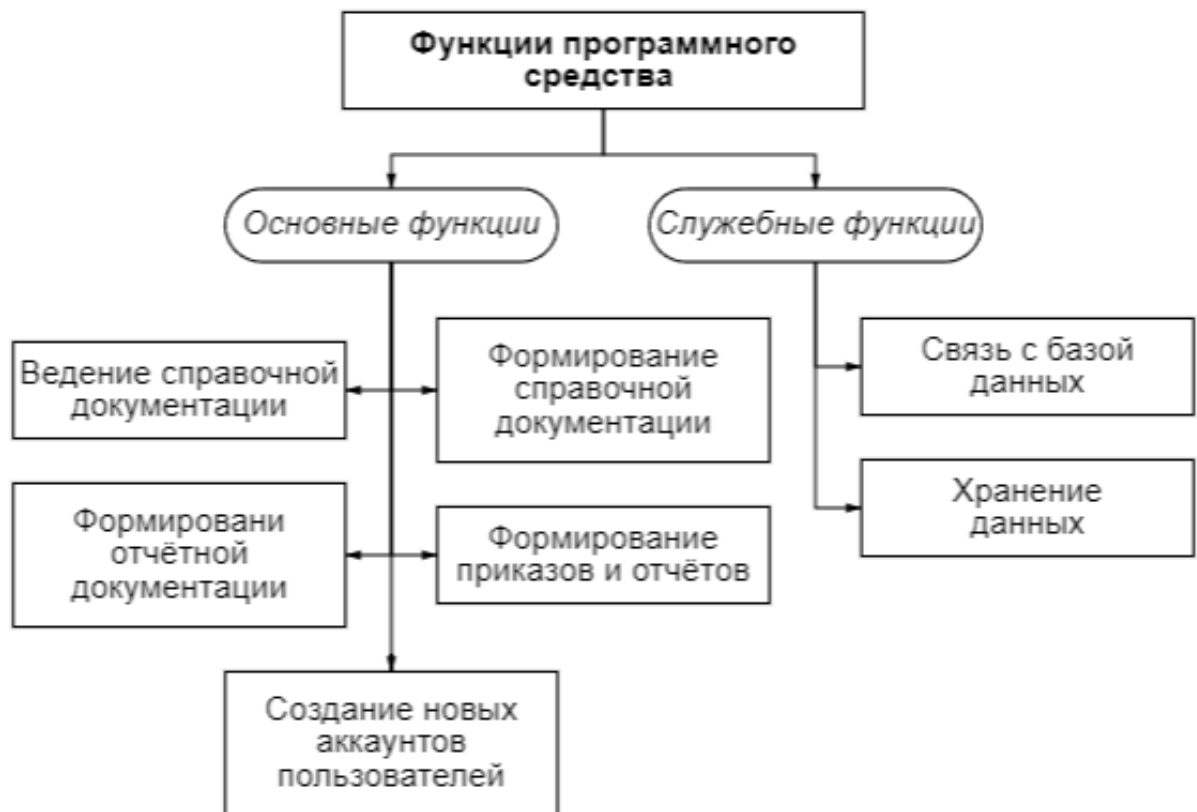 Функции программного
средства
Основные функции
Служебные функции
Ведение справочной
документации
Формирование
справочной
документации
Связь с базой
данных
Формировани
отчётной
документации
Формирование
приказов и отчётов
Хранение
данных
Создание новых
аккаунтов
пользователей